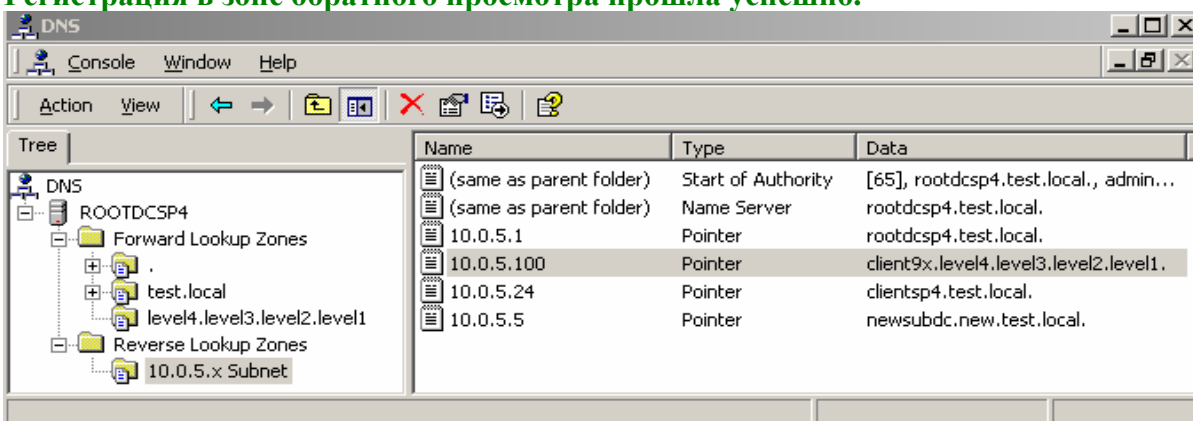 Регистрация в зоне обратного просмотра прошла успешно.
DNS
Console Window Help
Action View
Tree
Name Type Data
DNS
ROOTDCSP4
Forward Lookup Zones
.
test.local
level4.level3.level2.level1
Reverse Lookup Zones
10.0.5.x Subnet
(same as parent folder) Start of Authority [65], rootdcsp4.test.local., admin...
(same as parent folder) Name Server rootdcsp4.test.local.
10.0.5.1 Pointer rootdcsp4.test.local.
10.0.5.100 Pointer client9x.level4.level3.level2.level1.
10.0.5.24 Pointer clientsp4.test.local.
10.0.5.5 Pointer newsubdc.new.test.local.